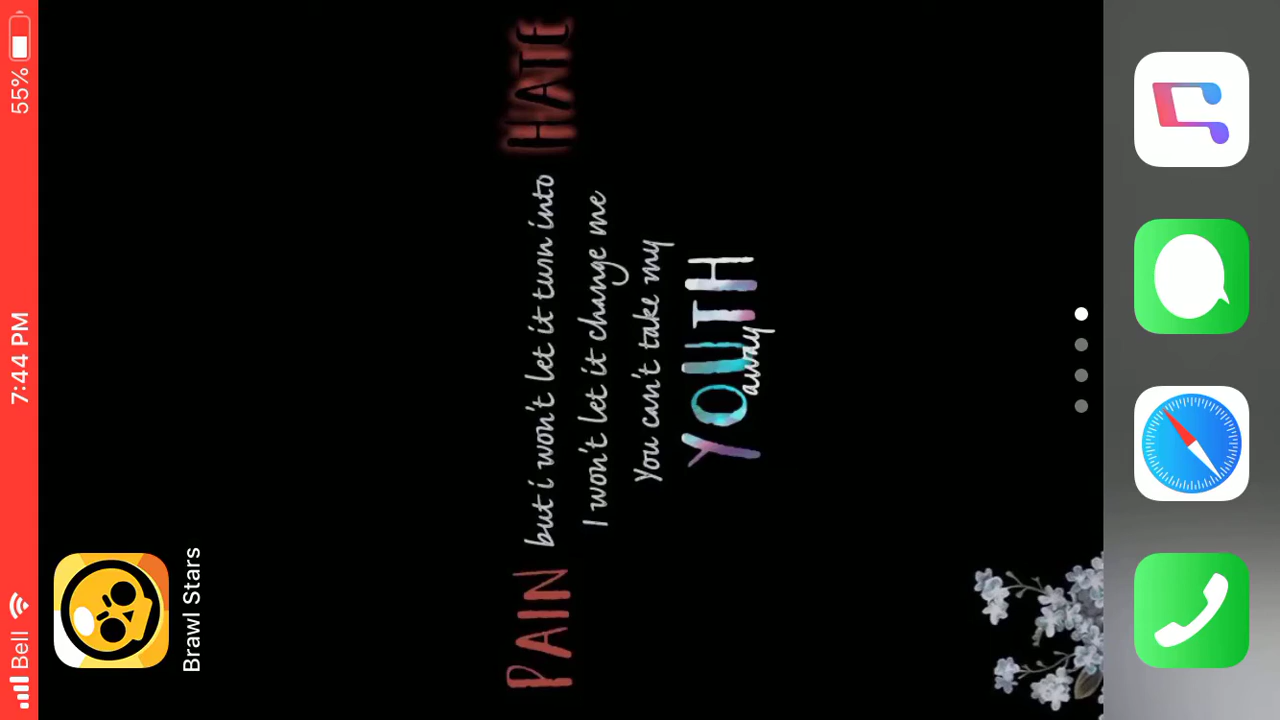 Bell 7:44 PM 55%
Brawl Stars
PAIN but i won't let it turn into HATE
I won't let it change me
You can't take my
YOUTH
away